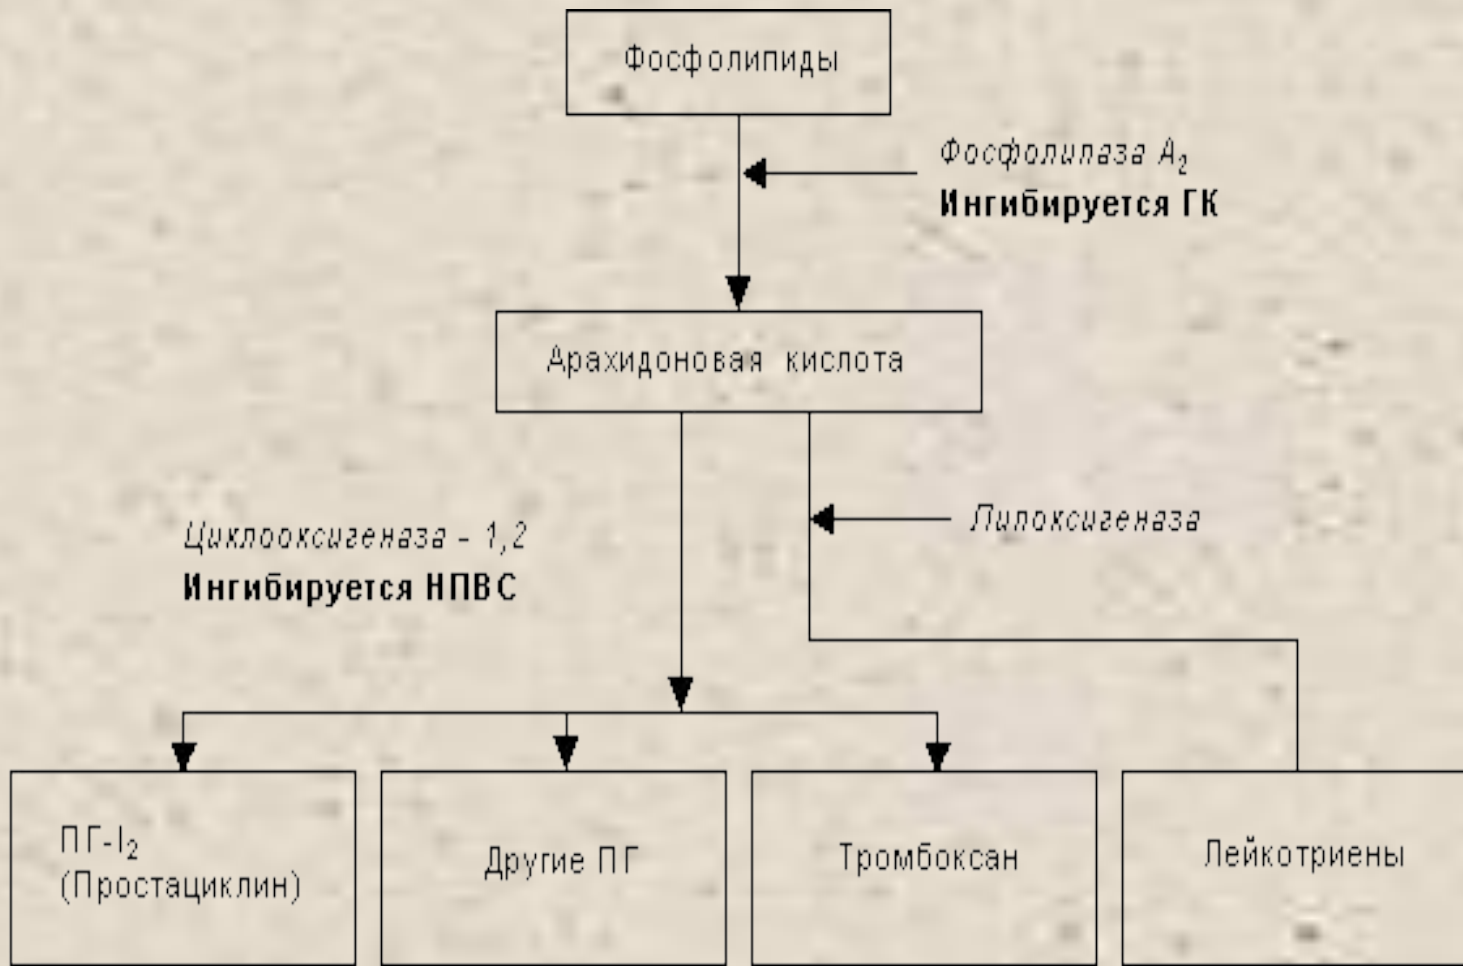 Фосфолипиды
Фосфолипаза А₂
Ингибируется ГК
Арахидоновая кислота
Циклооксигеназа - 1,2
Ингибируется НПВС
Липоксигеназа
ПГ-I₂
(Простациклин)
Другие ПГ
Тромбоксан
Лейкотриены